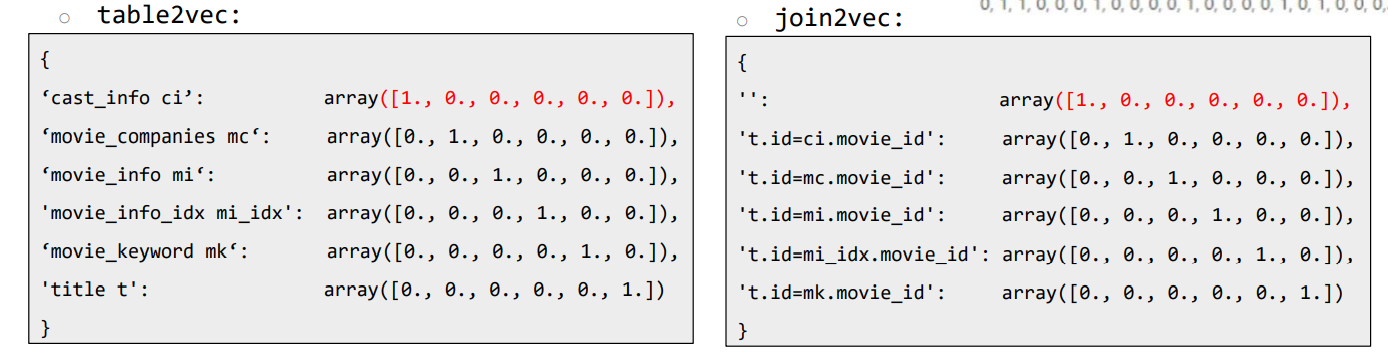 ○ table2vec:
{
‘cast_info ci’: array([1., 0., 0., 0., 0., 0.]),
‘movie_companies mc‘: array([0., 1., 0., 0., 0., 0.]),
‘movie_info mi‘: array([0., 0., 1., 0., 0., 0.]),
'movie_info_idx mi_idx': array([0., 0., 0., 1., 0., 0.]),
‘movie_keyword mk‘: array([0., 0., 0., 0., 1., 0.]),
'title t': array([0., 0., 0., 0., 0., 1.])
}
0, 1, 1, 0, 0, 0, 1, 0, 0, 0, 0, 1, 0, 0, 0, 0, 1, 0, 1, 0, 0, 0,
○ join2vec:
{
'': array([1., 0., 0., 0., 0., 0.]),
't.id=ci.movie_id': array([0., 1., 0., 0., 0., 0.]),
't.id=mc.movie_id': array([0., 0., 1., 0., 0., 0.]),
't.id=mi.movie_id': array([0., 0., 0., 1., 0., 0.]),
't.id=mi_idx.movie_id': array([0., 0., 0., 0., 1., 0.]),
't.id=mk.movie_id': array([0., 0., 0., 0., 0., 1.])
}